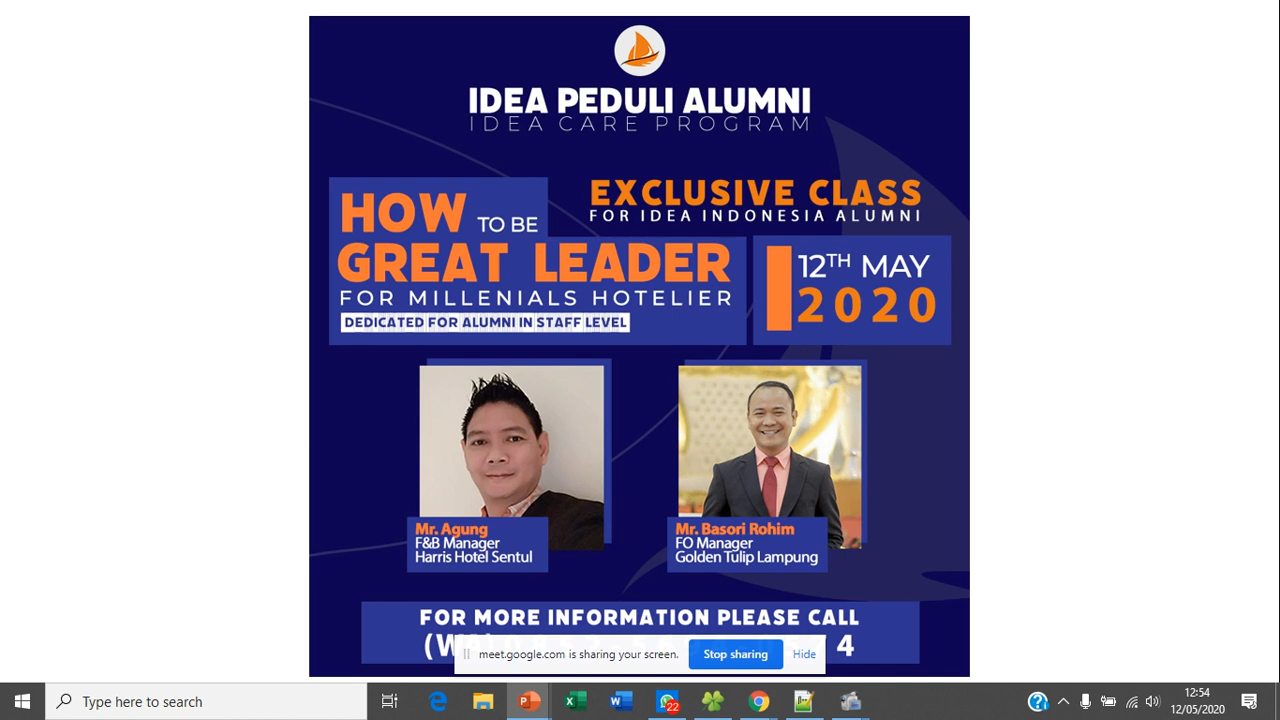 IDEA PEDULI ALUMNI
IDEA CARE PROGRAM
EXCLUSIVE CLASS
FOR IDEA INDONESIA ALUMNI
HOW TO BE
GREAT LEADER
FOR MILLENIALS HOTELIER
DEDICATED FOR ALUMNI IN STAFF LEVEL
12TH MAY
2020
Mr. Agung
F&B Manager
Harris Hotel Sentul
Mr. Basori Rohim
FO Manager
Golden Tulip Lampung
FOR MORE INFORMATION PLEASE CALL
meet.google.com is sharing your screen.
Stop sharing
Hide
Type here to search
22
12:54
12/05/2020